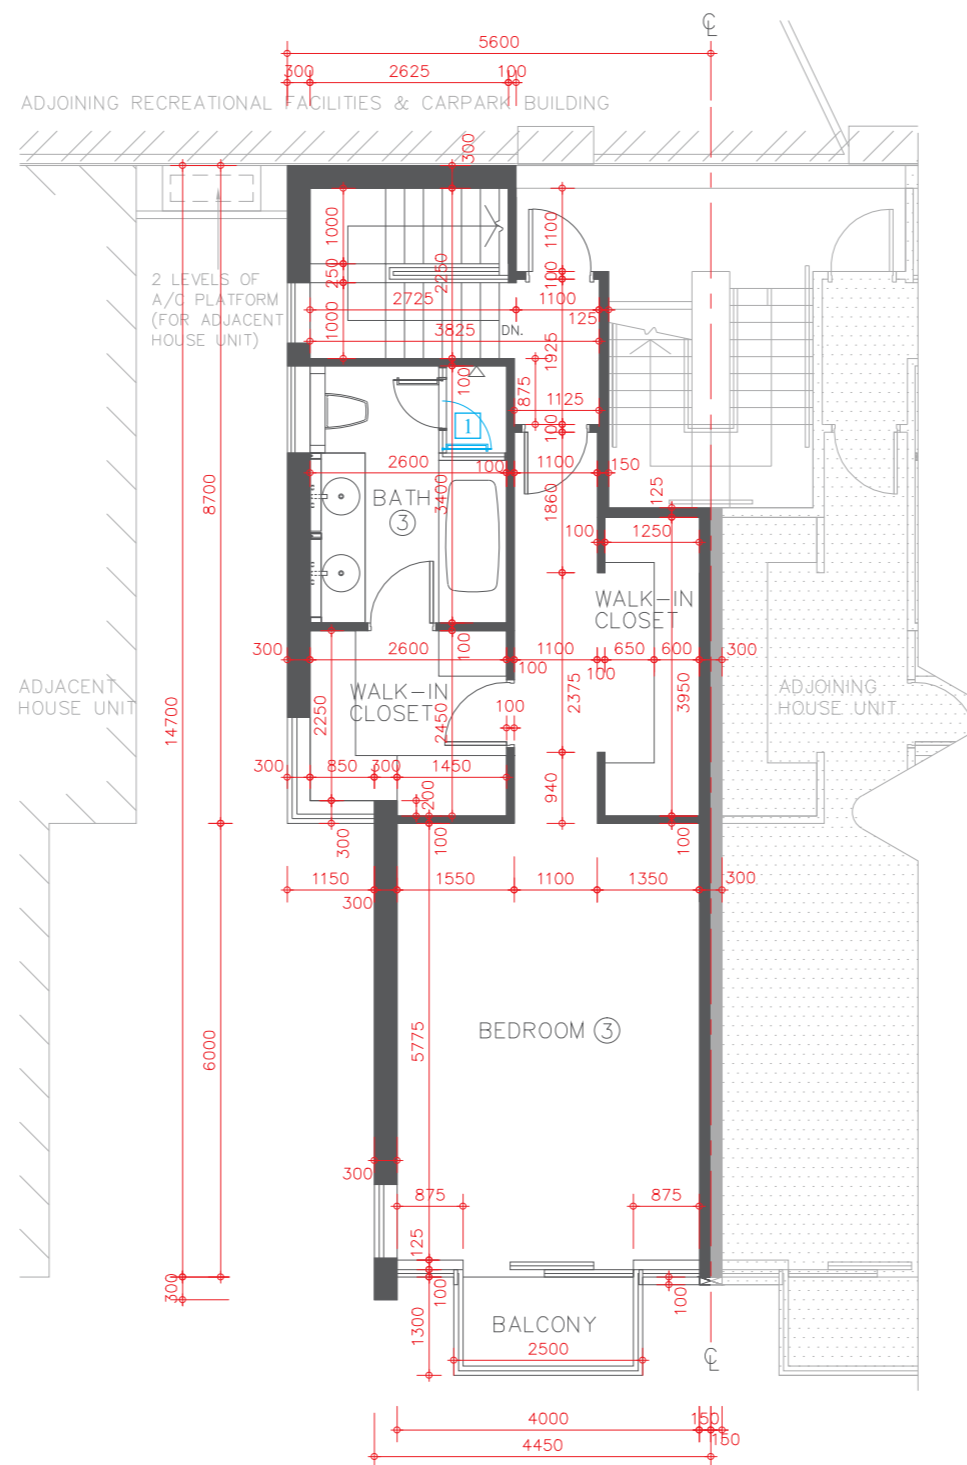 ℄
5600
300 2625 100
ADJOINING RECREATIONAL FACILITIES & CARPARK BUILDING
300
1000
250
1000
2250
1100
100
2 LEVELS OF
A/C PLATFORM
(FOR ADJACENT
HOUSE UNIT)
2725 1100
125
3825
DN.
1925
100
875
1125
100
1
2600 100 1100 150
BATH
3
3400
1860
125
8700
100 1250
WALK-IN
CLOSET
300 2600 100 1100 100 650 600 300
100
ADJACENT
HOUSE UNIT
WALK-IN
CLOSET
2250
2450
100
2375
3950
ADJOINING
HOUSE UNIT
14700
300 850 300 1450
200
940
300
100
100
1150 300 1550 1100 1350 300
5775
BEDROOM 3
6000
300
875 875
125
100
100
300
1300
BALCONY
2500
℄
4000 150
150
4450